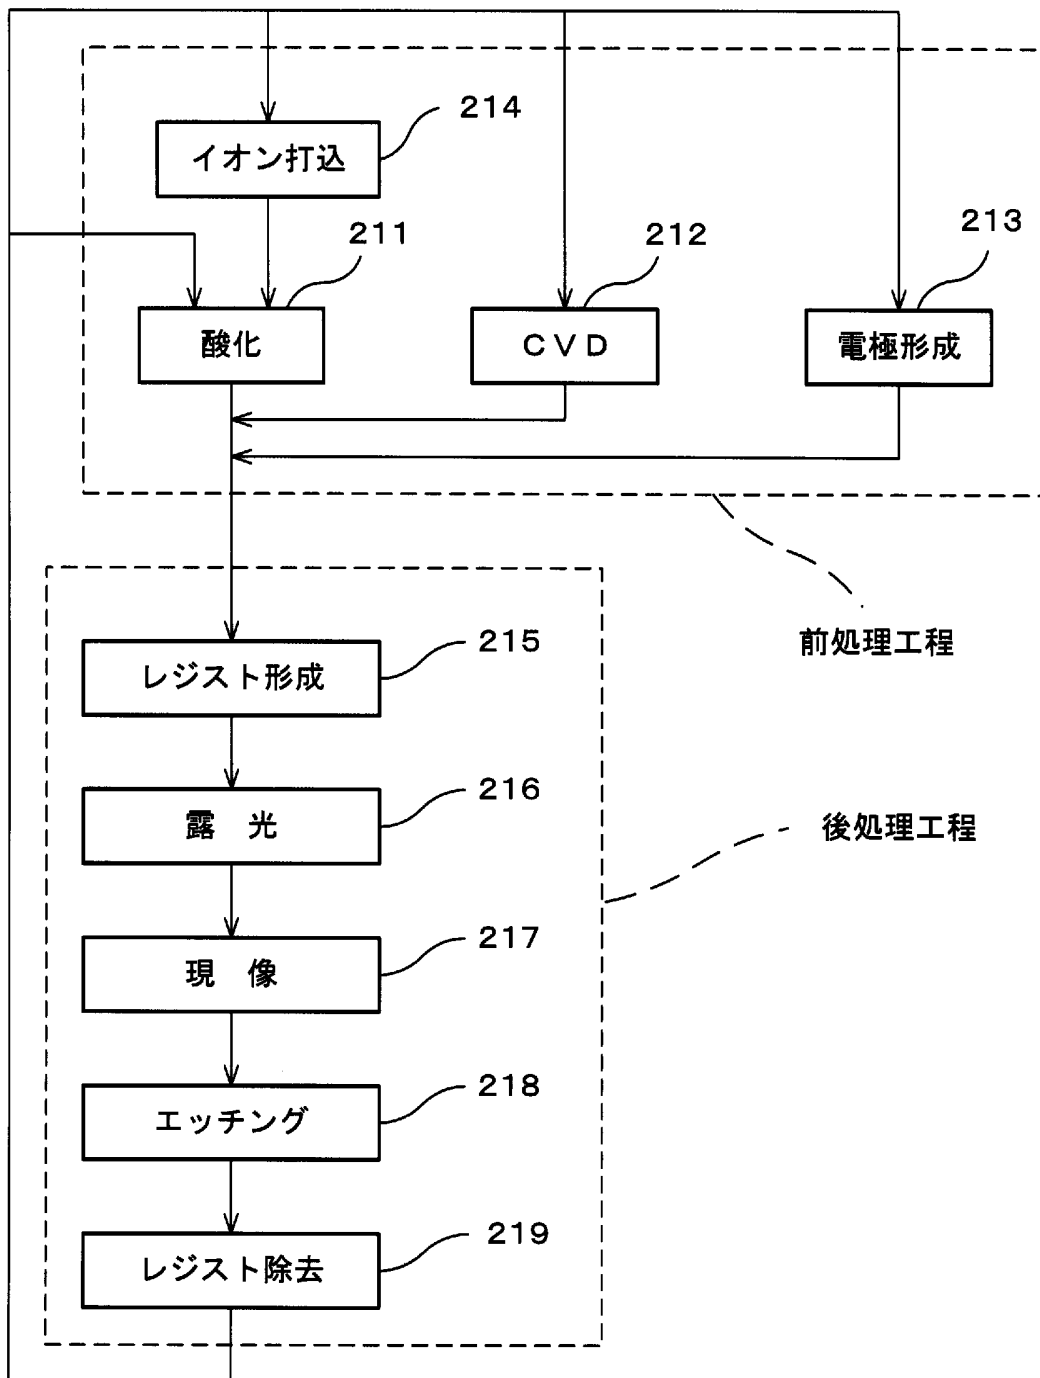 214
イオン打込
211
212
213
酸化
CVD
電極形成
前処理工程
215
レジスト形成
216
露 光
後処理工程
217
現 像
218
エッチング
219
レジスト除去